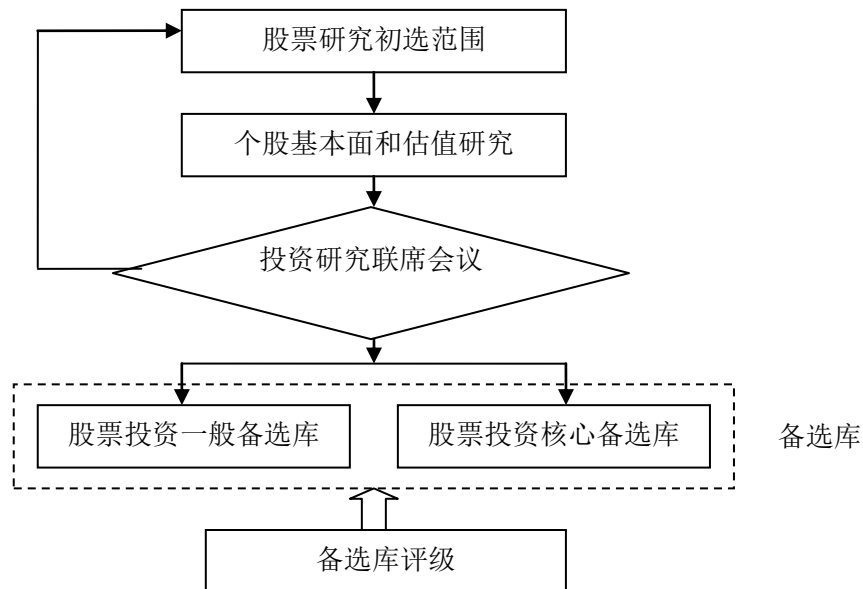 股票研究初选范围
个股基本面和估值研究
投资研究联席会议
股票投资一般备选库
股票投资核心备选库
备选库
备选库评级